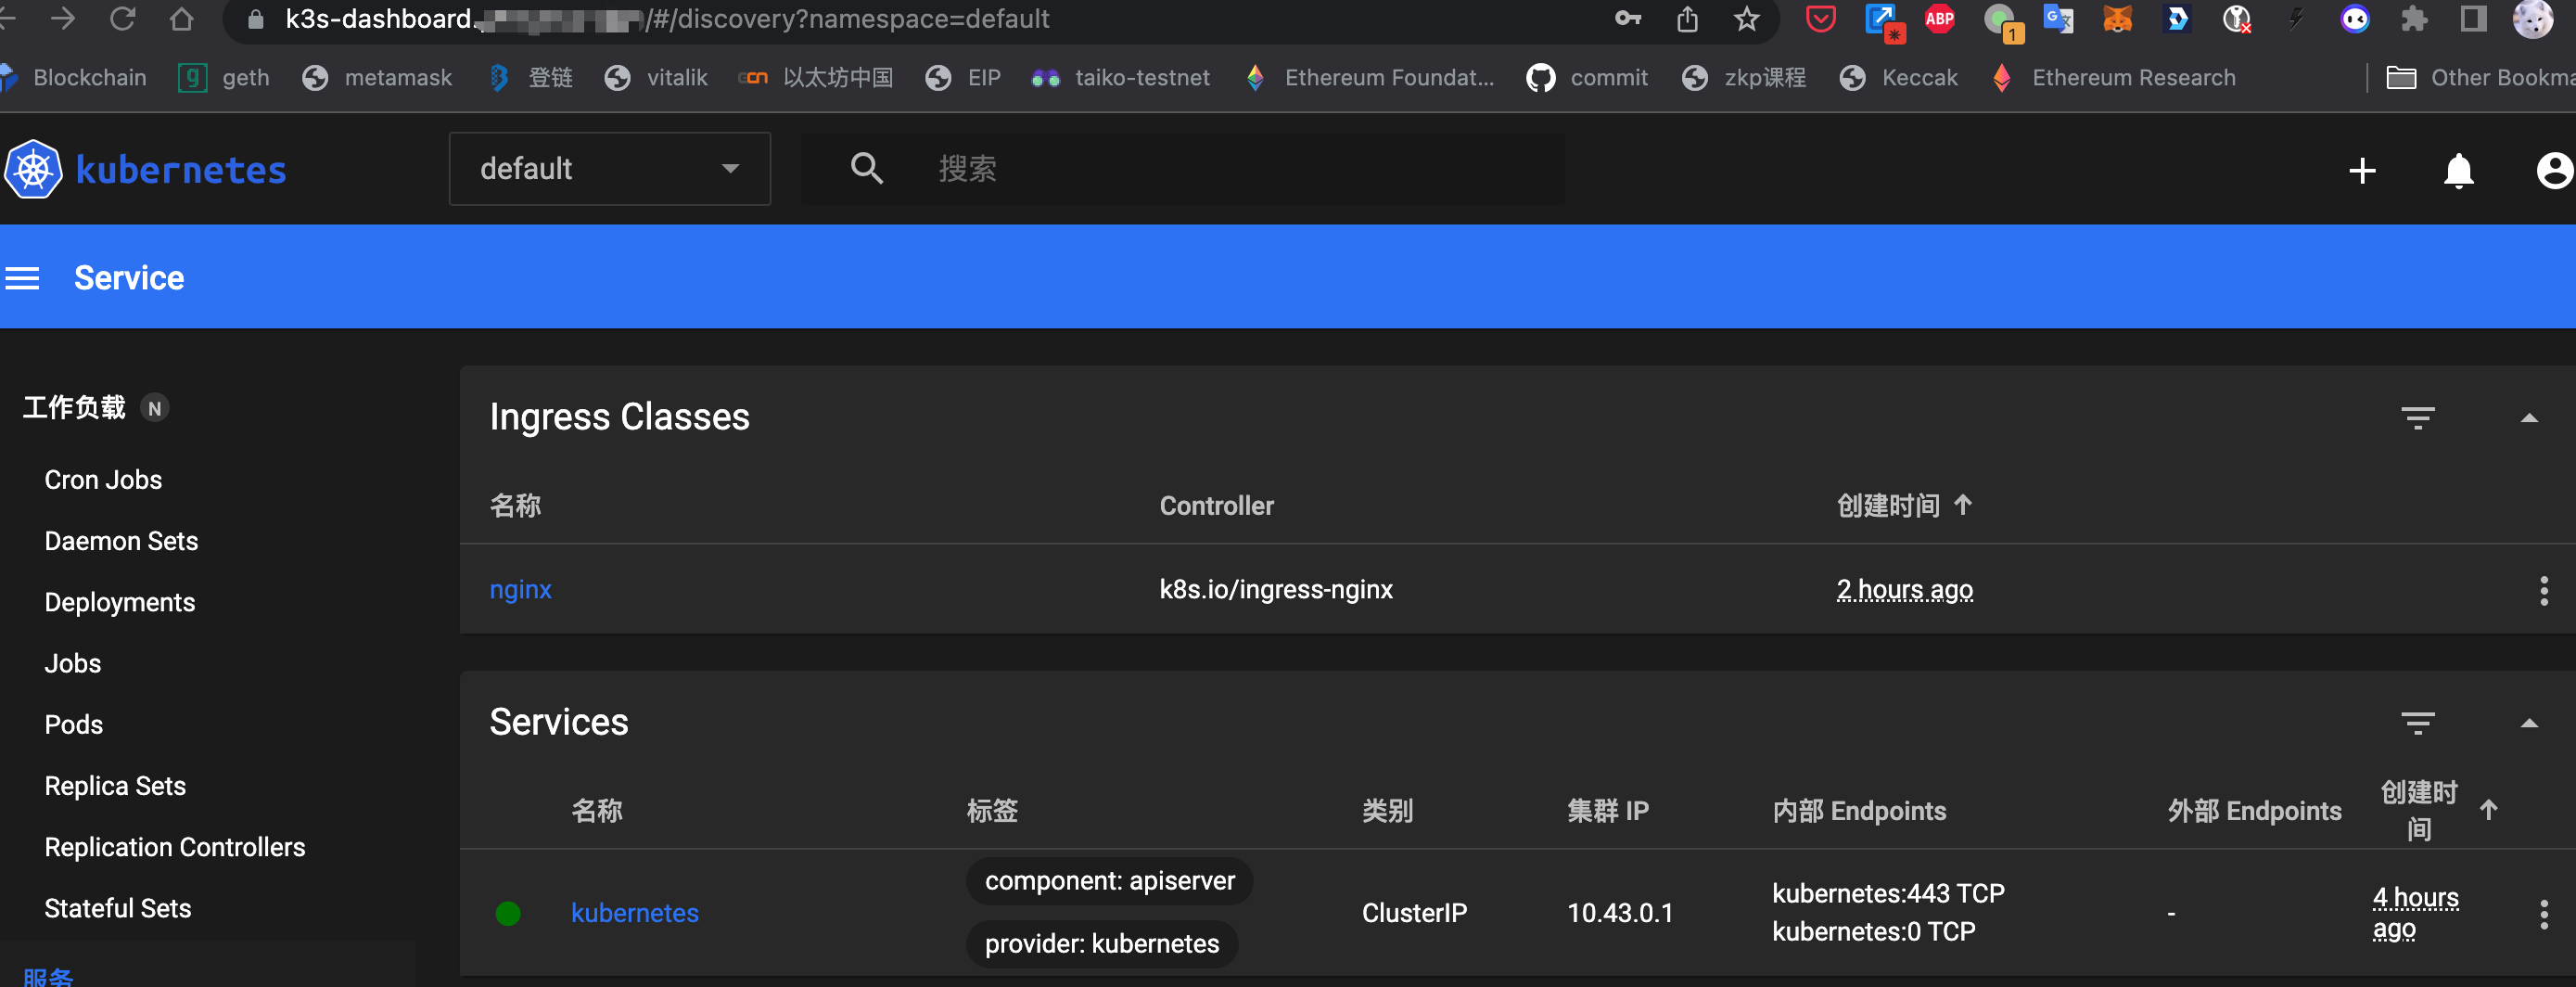 k3s-dashboard. /#/discovery?namespace=default
ABP
1
Blockchain geth metamask 登链 vitalik 以太坊中国 EIP taiko-testnet Ethereum Foundat... commit zkp课程 Keccak Ethereum Research Other Bookma
kubernetes default 搜索
Service
工作负载 N
Cron Jobs
Daemon Sets
Deployments
Jobs
Pods
Replica Sets
Replication Controllers
Stateful Sets
服务
Ingress Classes
名称 Controller 创建时间
nginx k8s.io/ingress-nginx 2 hours ago
Services
名称 标签 类别 集群 IP 内部 Endpoints 外部 Endpoints 创建时
间
component: apiserver
kubernetes ClusterIP 10.43.0.1 kubernetes:443 TCP - 4 hours
provider: kubernetes kubernetes:0 TCP ago